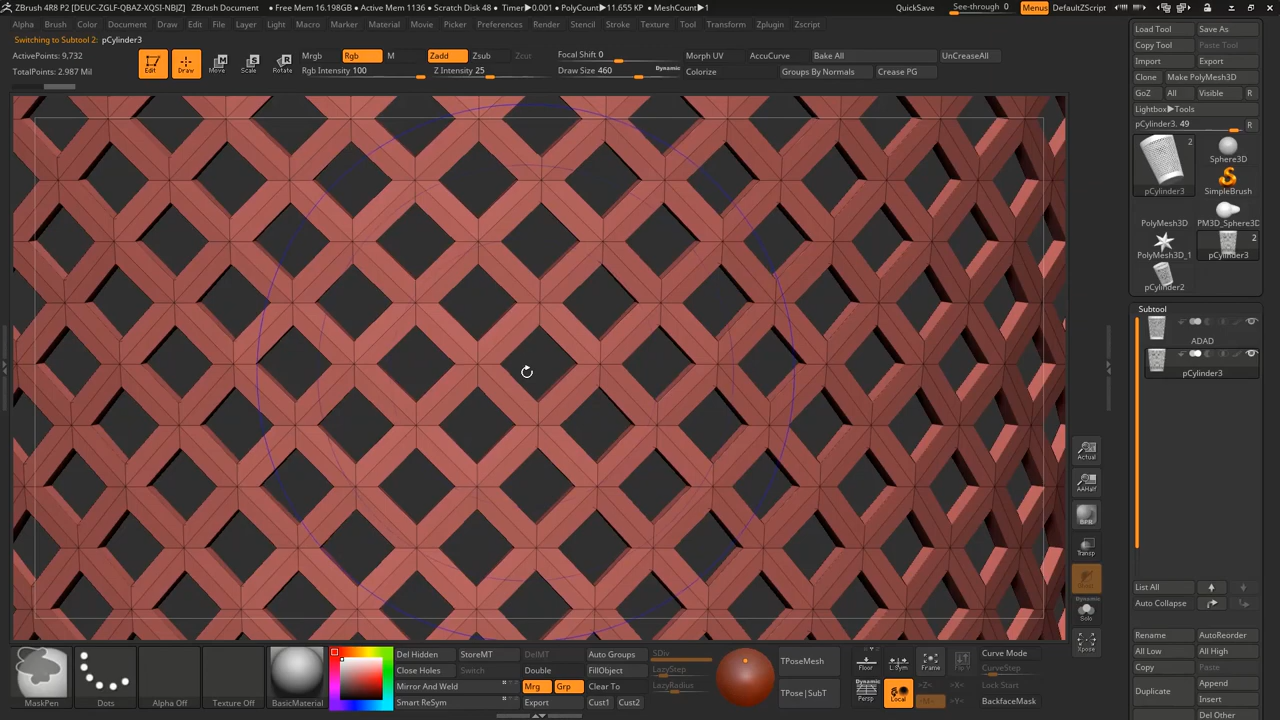 ZBrush 4R8 P2 [DEUC-ZGLF-QBAZ-XQSI-NBJZ] ZBrush Document • Free Mem 16.198GB • Active Mem 1136 • Scratch Disk 48 • Timer▶0.001 • PolyCount▶11.655 KP • MeshCount▶1 QuickSave See-through 0 Menus DefaultZScript
Alpha Brush Color Document Draw Edit File Layer Light Macro Marker Material Movie Picker Preferences Render Stencil Stroke Texture Tool Transform Zplugin Zscript
Switching to Subtool 2: pCylinder3
ActivePoints: 9,732
TotalPoints: 2.987 Mil
Edit Draw Move Scale Rotate
Mrgb Rgb M Zadd Zsub Zcut Focal Shift 0 Morph UV AccuCurve Bake All UnCreaseAll
Rgb Intensity 100 Z Intensity 25 Draw Size 460 Dynamic Colorize Groups By Normals Crease PG
Load Tool Save As
Copy Tool Paste Tool
Import Export
Clone Make PolyMesh3D
GoZ All Visible R
Lightbox▶Tools
pCylinder3. 49 R
2
Sphere3D
pCylinder3 SimpleBrush
PolyMesh3D PM3D_Sphere3D
2
PolyMesh3D_1 pCylinder3
pCylinder2
Subtool
ADAD
pCylinder3
Actual
AAHalf
BPR
Transp
Dynamic
Solo
Xpose
List All
Auto Collapse
Rename AutoReorder
All Low All High
Copy Paste
Duplicate Append
Insert
Del Other
MaskPen Dots Alpha Off Texture Off BasicMaterial
Del Hidden StoreMT DelMT Auto Groups SDiv TPoseMesh
Close Holes Switch Double FillObject LazyStep
Mirror And Weld Mrg Grp Clear To LazyRadius TPose|SubT
Smart ReSym Export Cust1 Cust2
Floor L.Sym Frame Flip V Curve Mode
CurveStep
Dynamic
Persp Local >Z< >X< Lock Start
>M< BackfaceMask